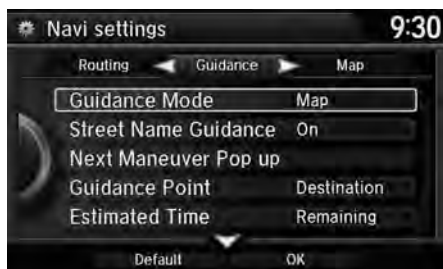 Navi settings 9:30
Routing Guidance Map
Guidance Mode Map
Street Name Guidance On
Next Maneuver Pop up
Guidance Point Destination
Estimated Time Remaining
Default OK